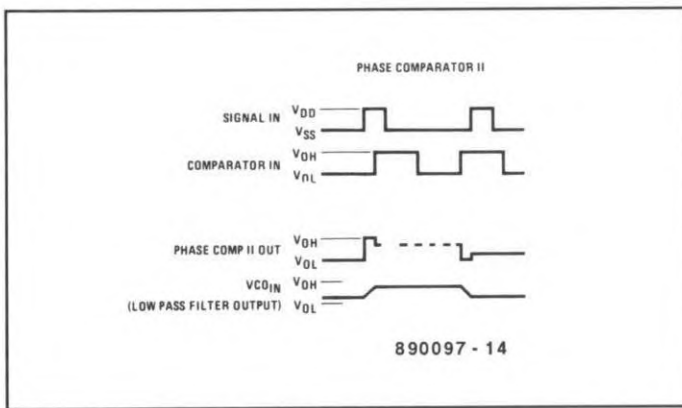 PHASE COMPARATOR II
SIGNAL IN VDD
VSS
COMPARATOR IN VOH
VOL
PHASE COMP II OUT VOH
VOL
VCOIN VOH
(LOW PASS FILTER OUTPUT) VOL
890097 - 14